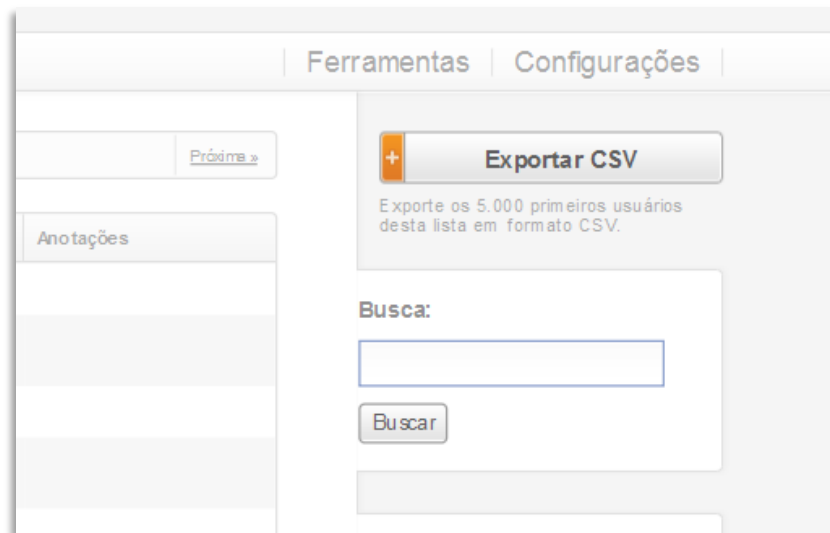 Ferramentas
Configurações
Próxima »
+
Exportar CSV
Exporte os 5.000 primeiros usuários
desta lista em formato CSV.
Anotações
Busca:
Buscar